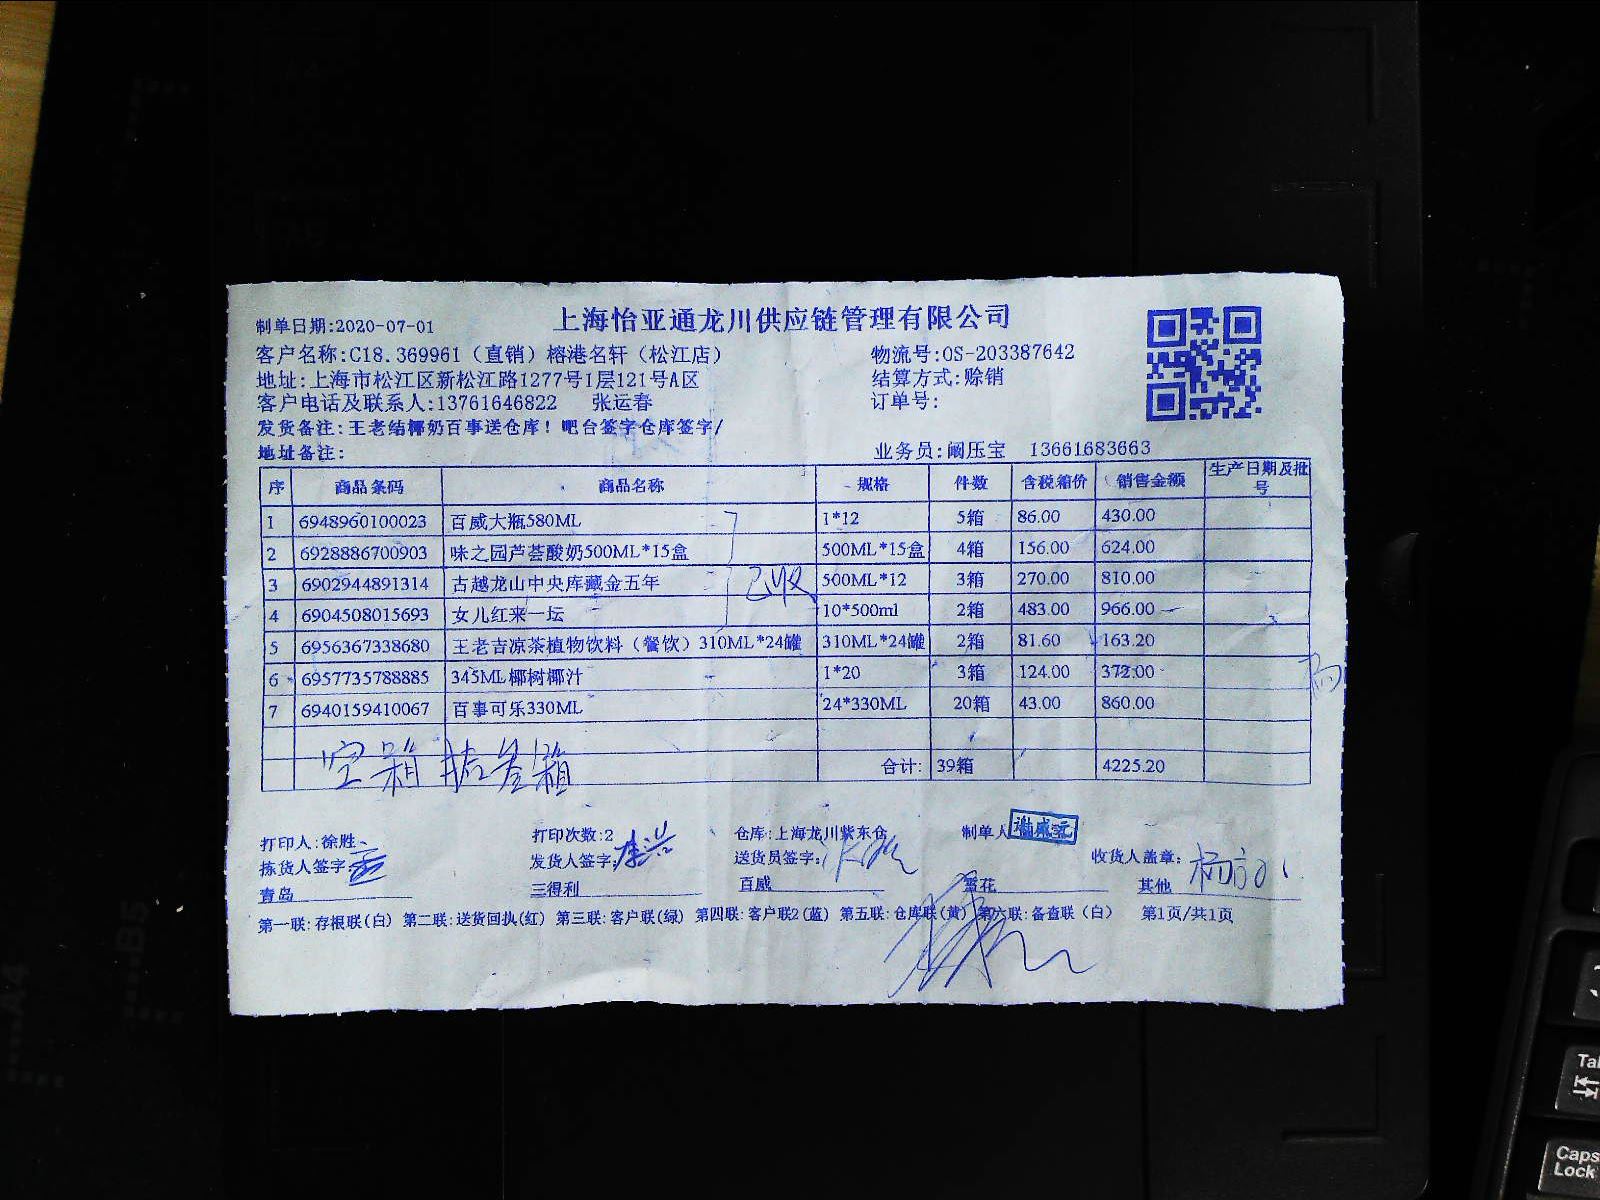 上海怡亚通龙川供应链管理有限公司
制单日期:2020-07-01
客户名称:C18.369961（直销）榕港名轩（松江店） 物流号:OS-203387642
地址:上海市松江区新松江路1277号1层121号A区 结算方式:赊销
客户电话及联系人:13761646822 张运春 订单号:
发货备注:王老结椰奶百事送仓库！吧台签字仓库签字/
地址备注: 业务员:阚压宝 13661683663
序 商品条码 商品名称 规格 件数 含税箱价 销售金额 生产日期及批号
1 6948960100023 百威大瓶580ML 1*12 5箱 86.00 430.00
2 6928886700903 味之园芦荟酸奶500ML*15盒 500ML*15盒 4箱 156.00 624.00
3 6902944891314 古越龙山中央库藏金五年 500ML*12 3箱 270.00 810.00
已收
4 6904508015693 女儿红来一坛 10*500ml 2箱 483.00 966.00
5 6956367338680 王老吉凉茶植物饮料（餐饮）310ML*24罐 310ML*24罐 2箱 81.60 163.20
6 6957735788885 345ML椰树椰汁 1*20 3箱 124.00 372.00
7 6940159410067 百事可乐330ML 24*330ML 20箱 43.00 860.00
空箱
合计: 39箱 4225.20
打印人:徐胜 打印次数:2 仓库:上海龙川紫东仓 制单人
拣货人签字: 发货人签字: 送货员签字: 收货人盖章:
青岛 三得利 百威 雪花 其他
第一联:存根联(白) 第二联:送货回执(红) 第三联:客户联(绿) 第四联:客户联2(蓝) 第五联:仓库联(黄) 第六联:备查联(白) 第1页/共1页
A4
B5
Tab
Caps
Lock